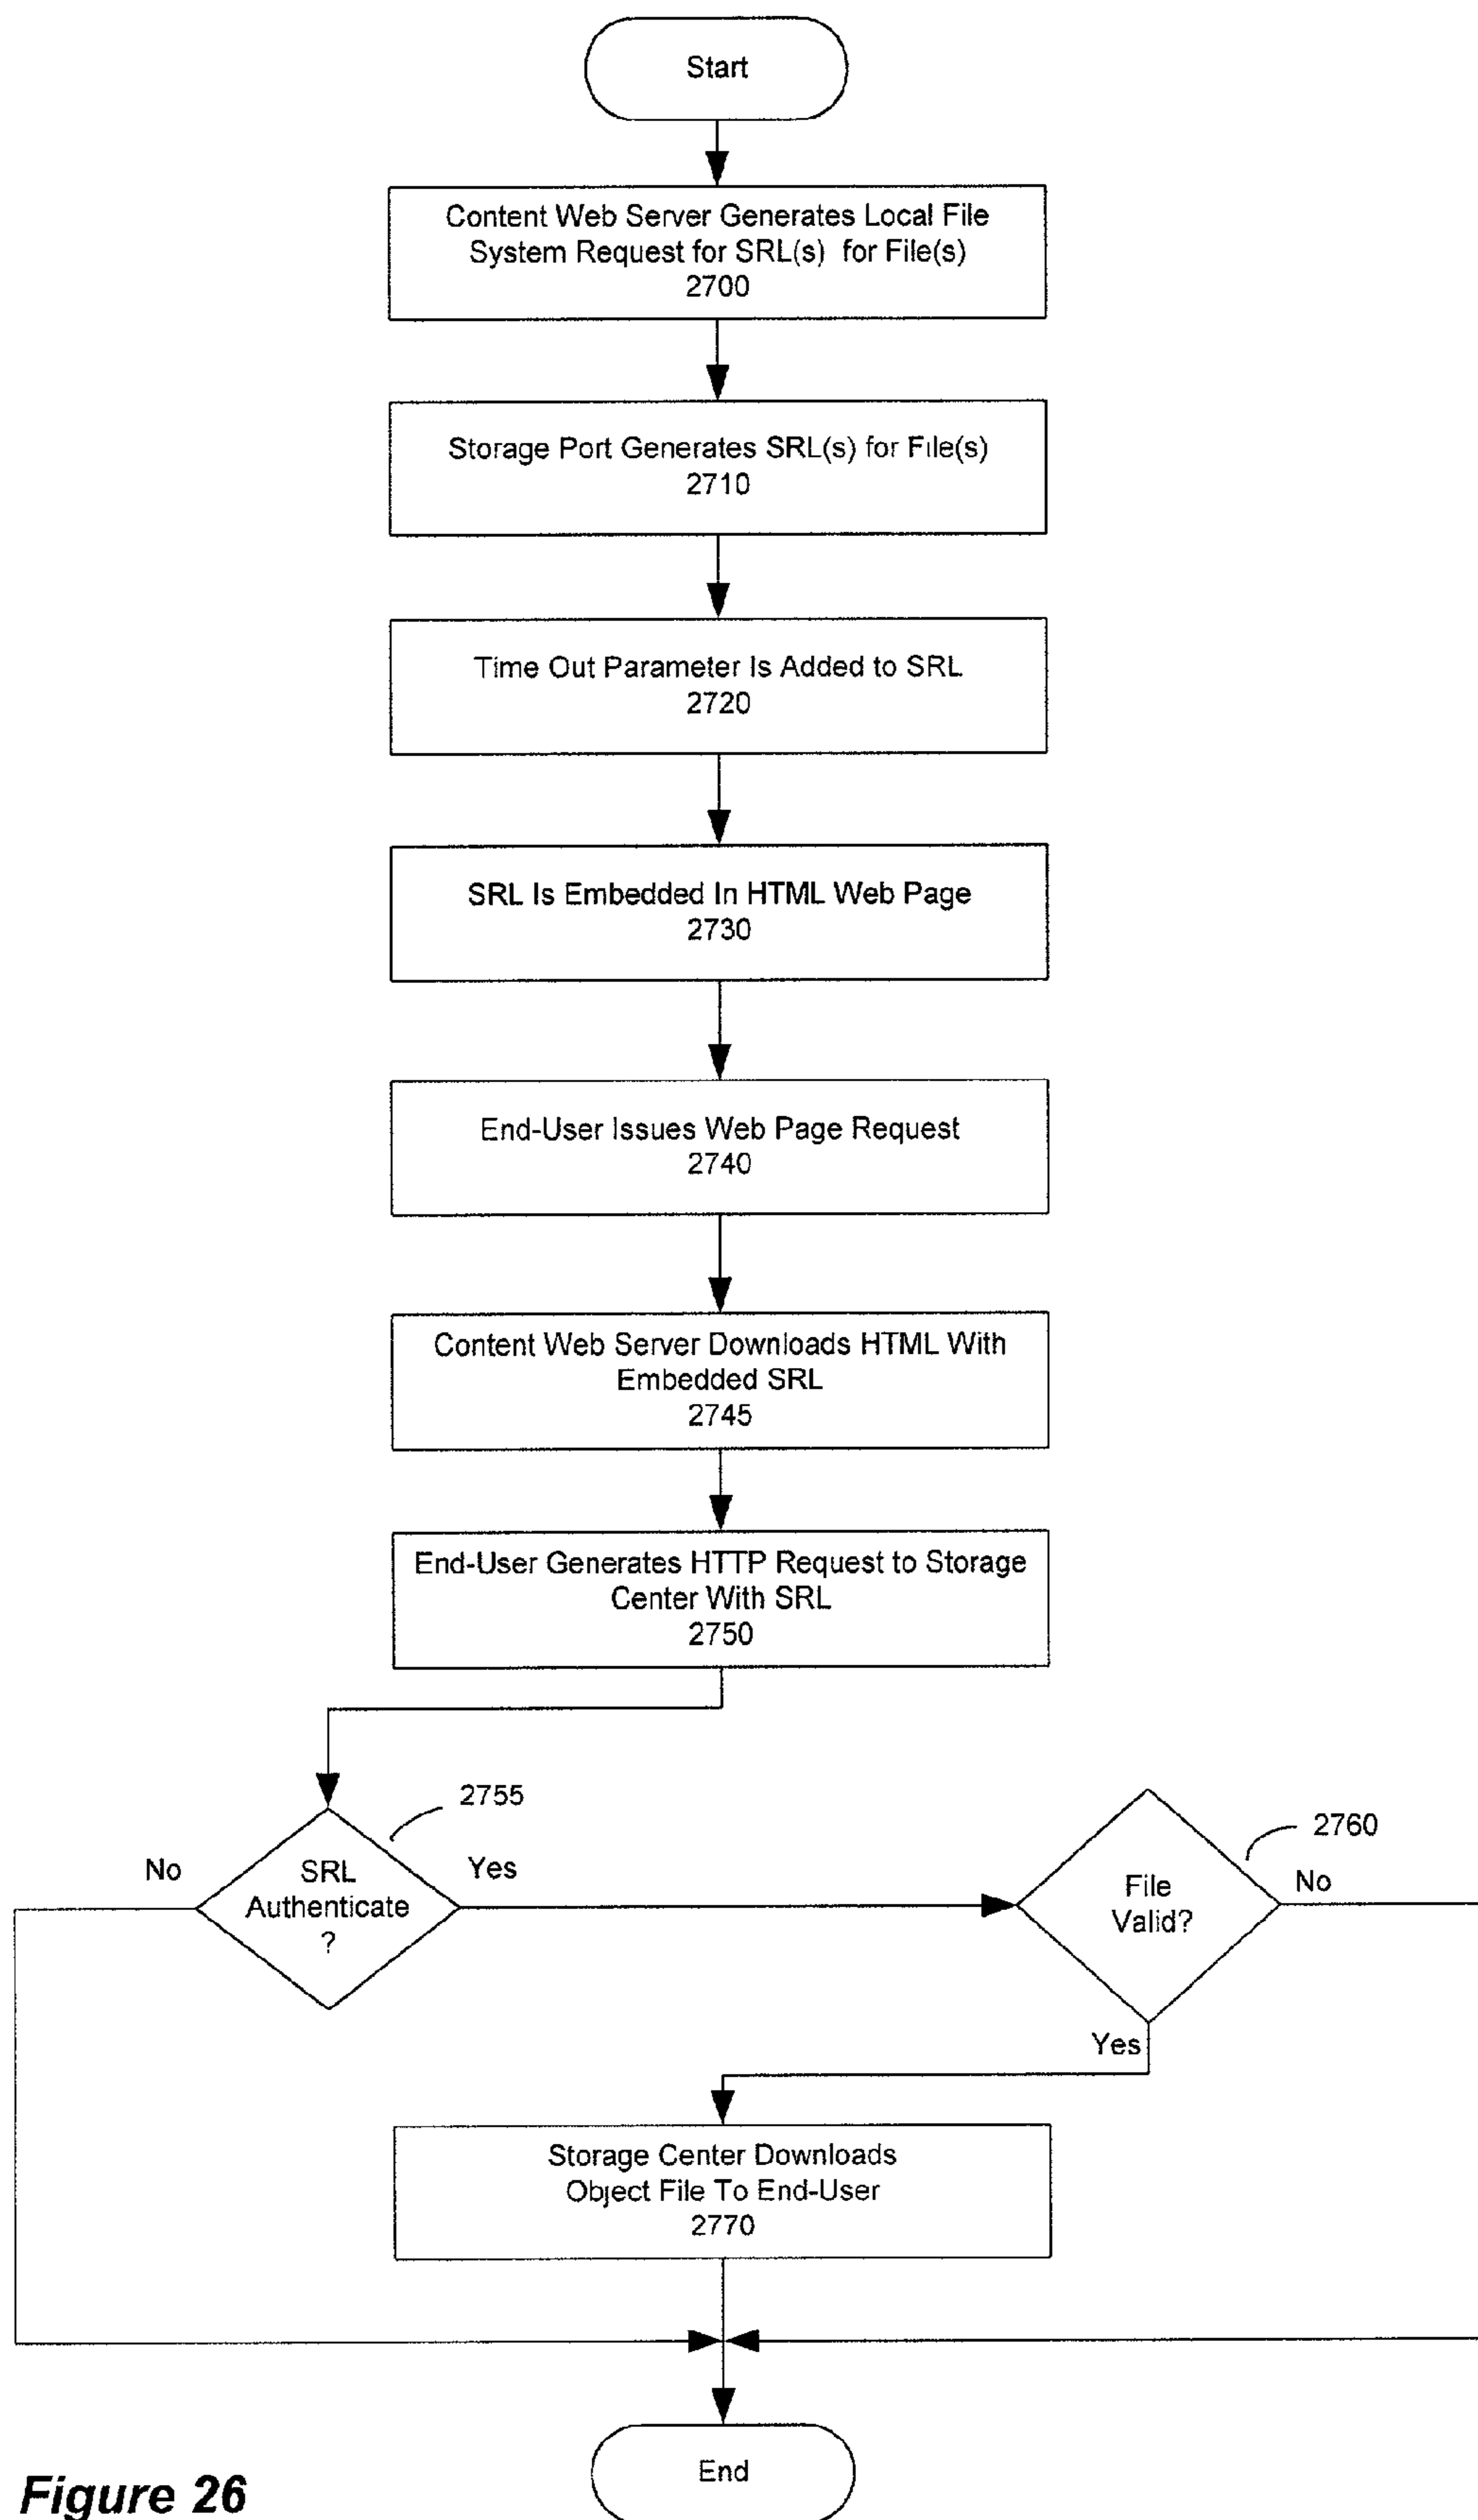 Start
Content Web Server Generates Local File
System Request for SRL(s) for File(s)
2700
Storage Port Generates SRL(s) for File(s)
2710
Time Out Parameter Is Added to SRL
2720
SRL Is Embedded In HTML Web Page
2730
End-User Issues Web Page Request
2740
Content Web Server Downloads HTML With
Embedded SRL
2745
End-User Generates HTTP Request to Storage
Center With SRL
2750
2755
2760
No
SRL
Authenticate
?
Yes
File
Valid?
No
Yes
Storage Center Downloads
Object File To End-User
2770
End
Figure 26